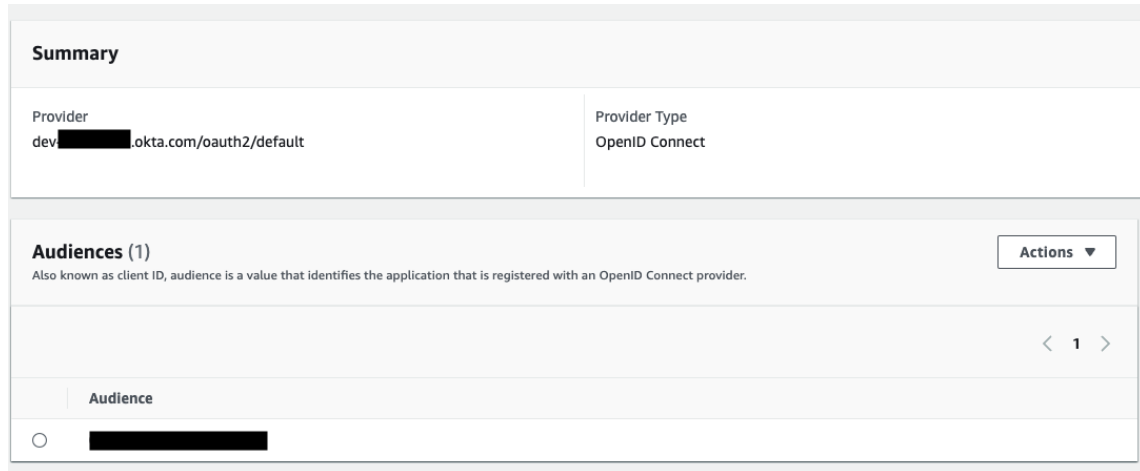 Summary
Provider
Provider Type
dev-
.okta.com/oauth2/default
OpenID Connect
Audiences (1)
Actions
Also known as client ID, audience is a value that identifies the application that is registered with an OpenID Connect provider.
1
Audience